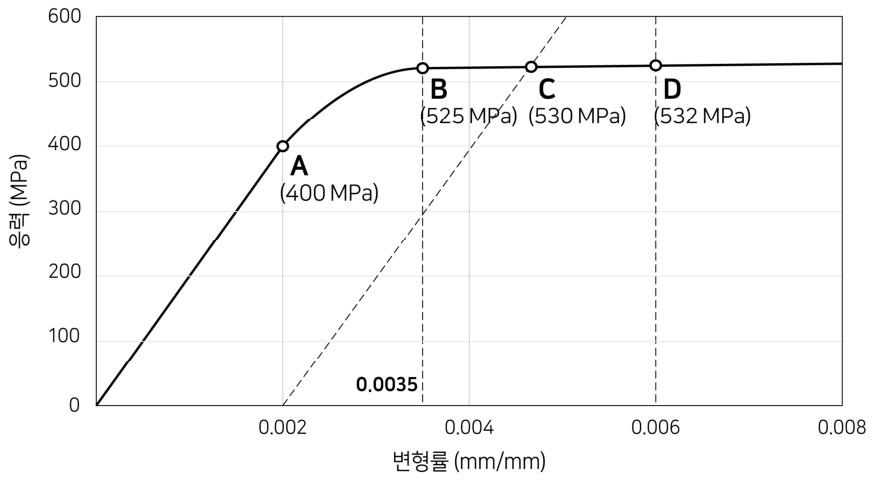 600
500
400
300
200
100
0
응력 (MPa)
A
(400 MPa)
B
(525 MPa)
C
(530 MPa)
D
(532 MPa)
0.0035
0.002
0.004
0.006
0.008
변형률 (mm/mm)